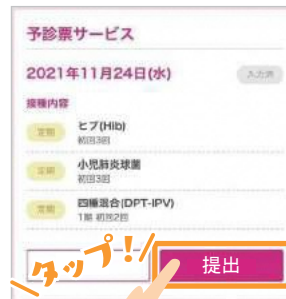 予診票サービス
2021年11月24日(水)
入力済
接種内容
定期
ヒブ(Hib)
初回3回
定期
小児肺炎球菌
初回3回
定期
四種混合(DPT-IPV)
1期 初回2回
タップ!
提出